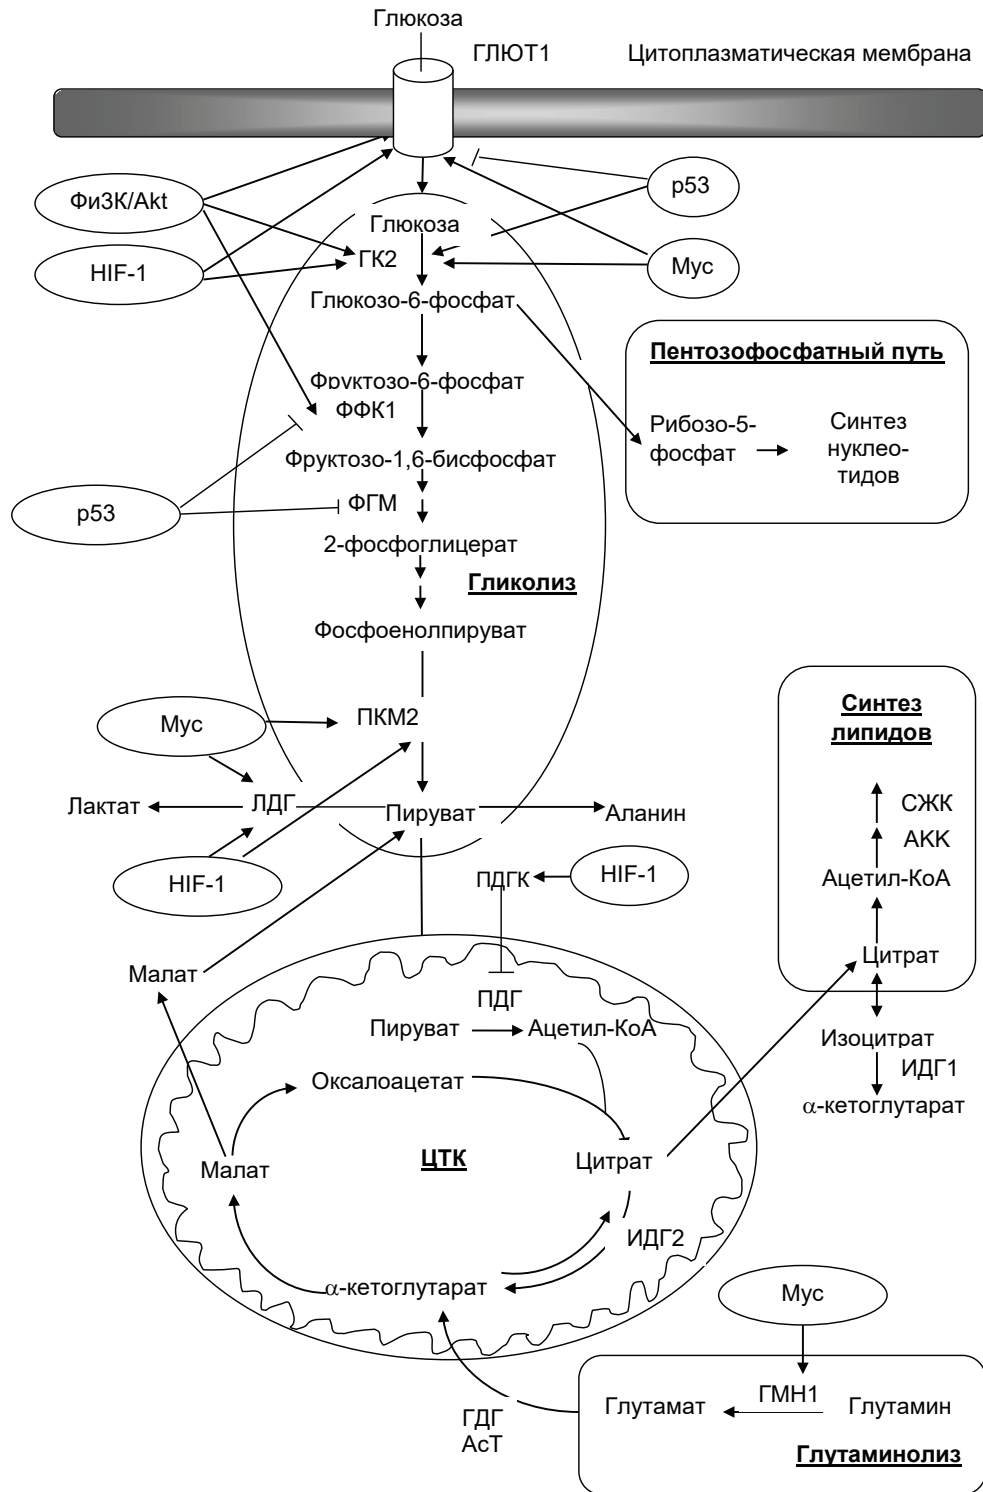 Глюкоза
ГЛЮТ1
Цитоплазматическая мембрана
Фи3К/Akt
p53
Глюкоза
HIF-1
ГК2
Myc
Глюкозо-6-фосфат
Пентозофосфатный путь
Фруктозо-6-фосфат
ФФК1
Рибозо-5-
фосфат
Синтез
нуклео-
тидов
Фруктозо-1,6-бисфосфат
p53
ФГМ
2-фосфоглицерат
Гликолиз
Фосфоенолпируват
Myc
ПКМ2
Синтез
липидов
Лактат
ЛДГ
Пируват
Аланин
СЖК
АКК
HIF-1
ПДГК
HIF-1
Ацетил-КоА
Малат
Цитрат
ПДГ
Пируват
Ацетил-КоА
Изоцитрат
ИДГ1
Оксалоацетат
α-кетоглутарат
Малат
ЦТК
Цитрат
ИДГ2
α-кетоглутарат
Myc
Глутамат
ГМН1
Глутамин
ГДГ
АсТ
Глутаминолиз